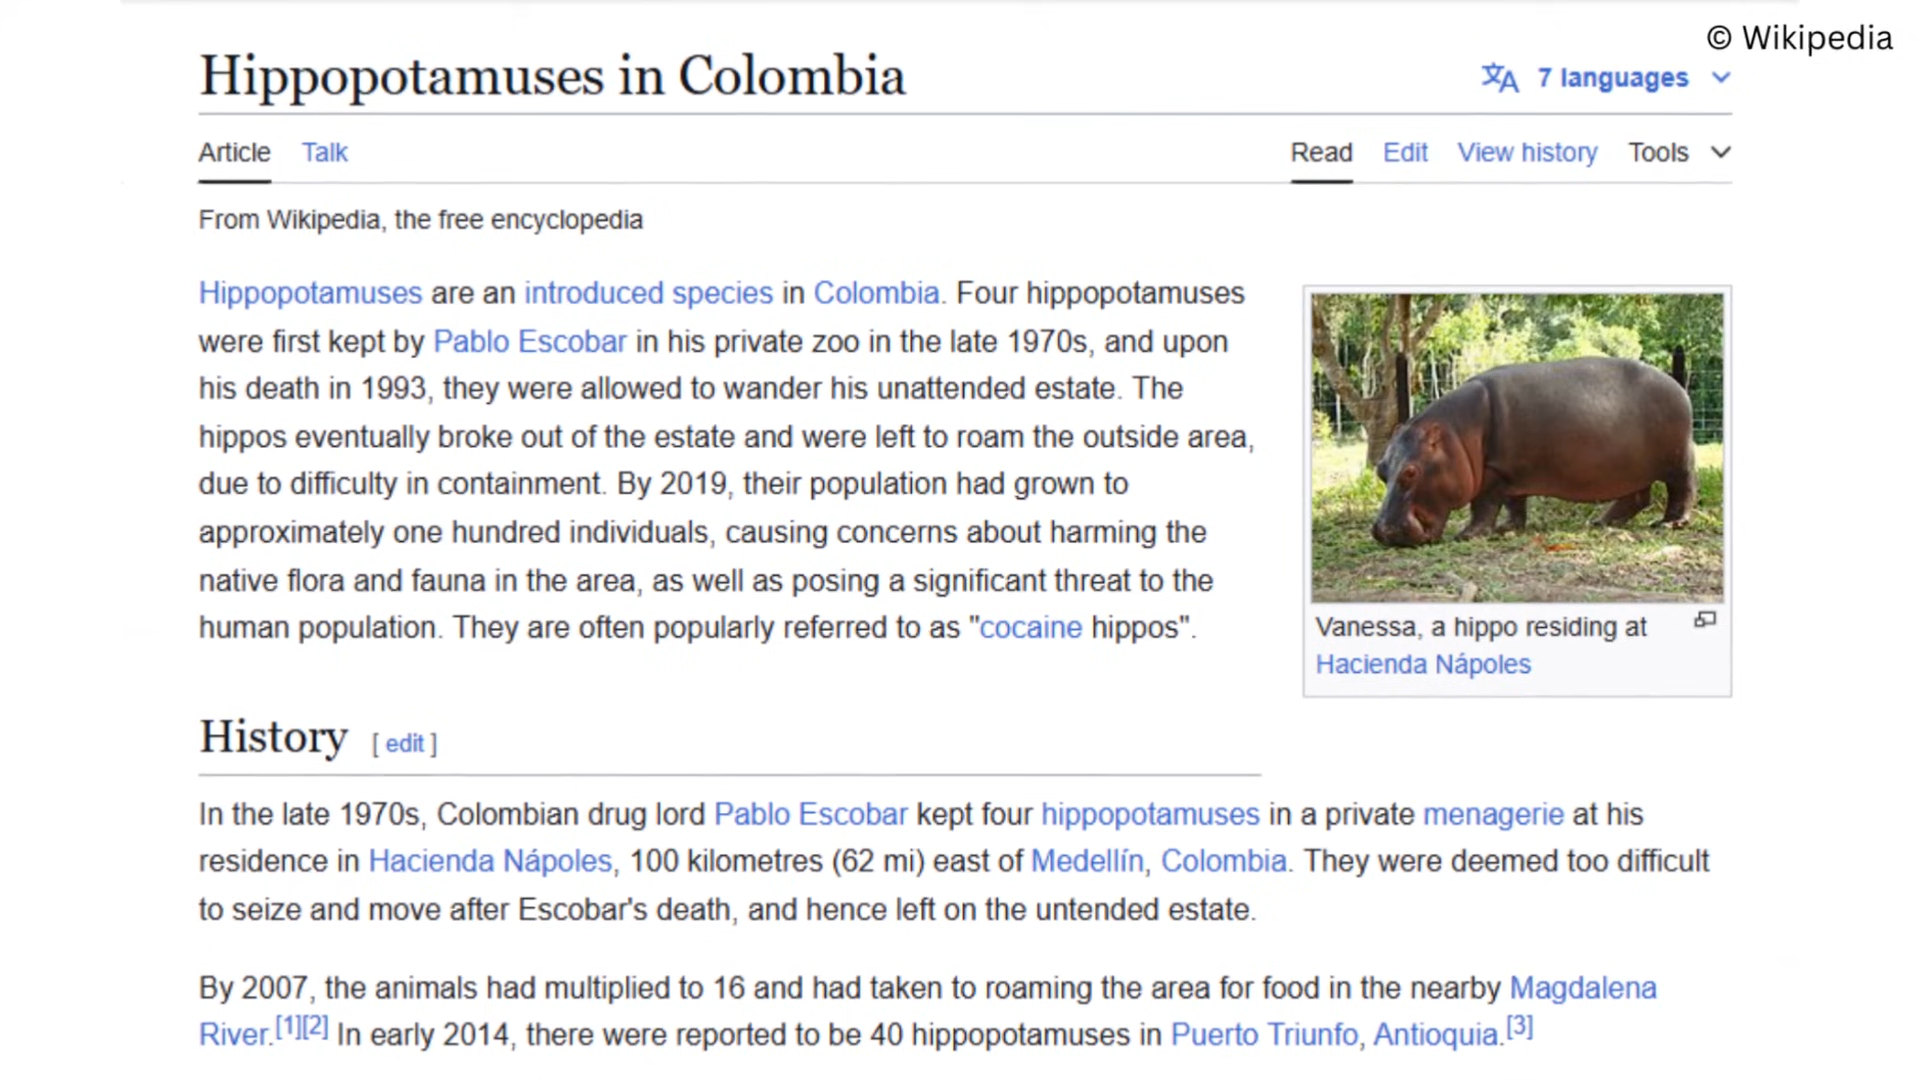 © Wikipedia
Hippopotamuses in Colombia
7 languages
Article Talk
Read Edit View history Tools
From Wikipedia, the free encyclopedia
Hippopotamuses are an introduced species in Colombia. Four hippopotamuses
were first kept by Pablo Escobar in his private zoo in the late 1970s, and upon
his death in 1993, they were allowed to wander his unattended estate. The
hippos eventually broke out of the estate and were left to roam the outside area,
due to difficulty in containment. By 2019, their population had grown to
approximately one hundred individuals, causing concerns about harming the
native flora and fauna in the area, as well as posing a significant threat to the
human population. They are often popularly referred to as "cocaine hippos".
Vanessa, a hippo residing at
Hacienda Nápoles
History [ edit ]
In the late 1970s, Colombian drug lord Pablo Escobar kept four hippopotamuses in a private menagerie at his
residence in Hacienda Nápoles, 100 kilometres (62 mi) east of Medellín, Colombia. They were deemed too difficult
to seize and move after Escobar's death, and hence left on the untended estate.
By 2007, the animals had multiplied to 16 and had taken to roaming the area for food in the nearby Magdalena
River.[1][2] In early 2014, there were reported to be 40 hippopotamuses in Puerto Triunfo, Antioquia.[3]